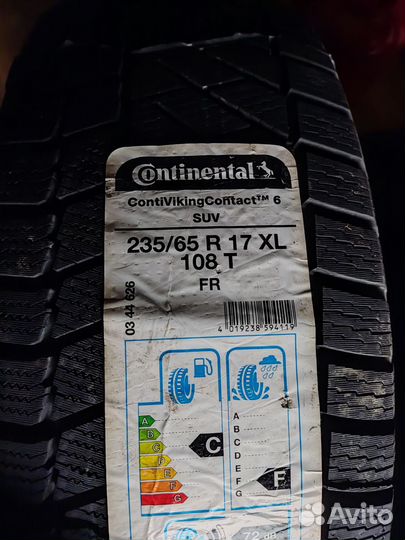 Continental
ContiVikingContact™ 6
SUV
235/65 R 17 XL
108 T
FR
03 44 626
4 019238 594119
A
B
C
D
E
F
G
C
A
B
C
D
E
F
G
F
72 dB
Avito